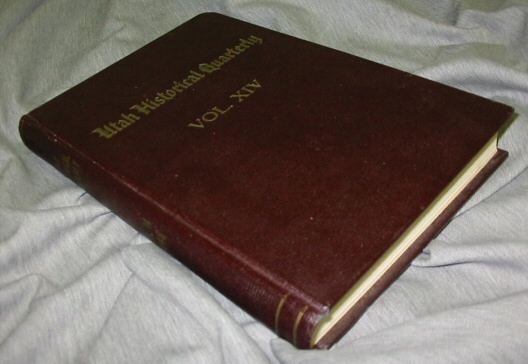 Utah Historical Quarterly
VOL. XIV